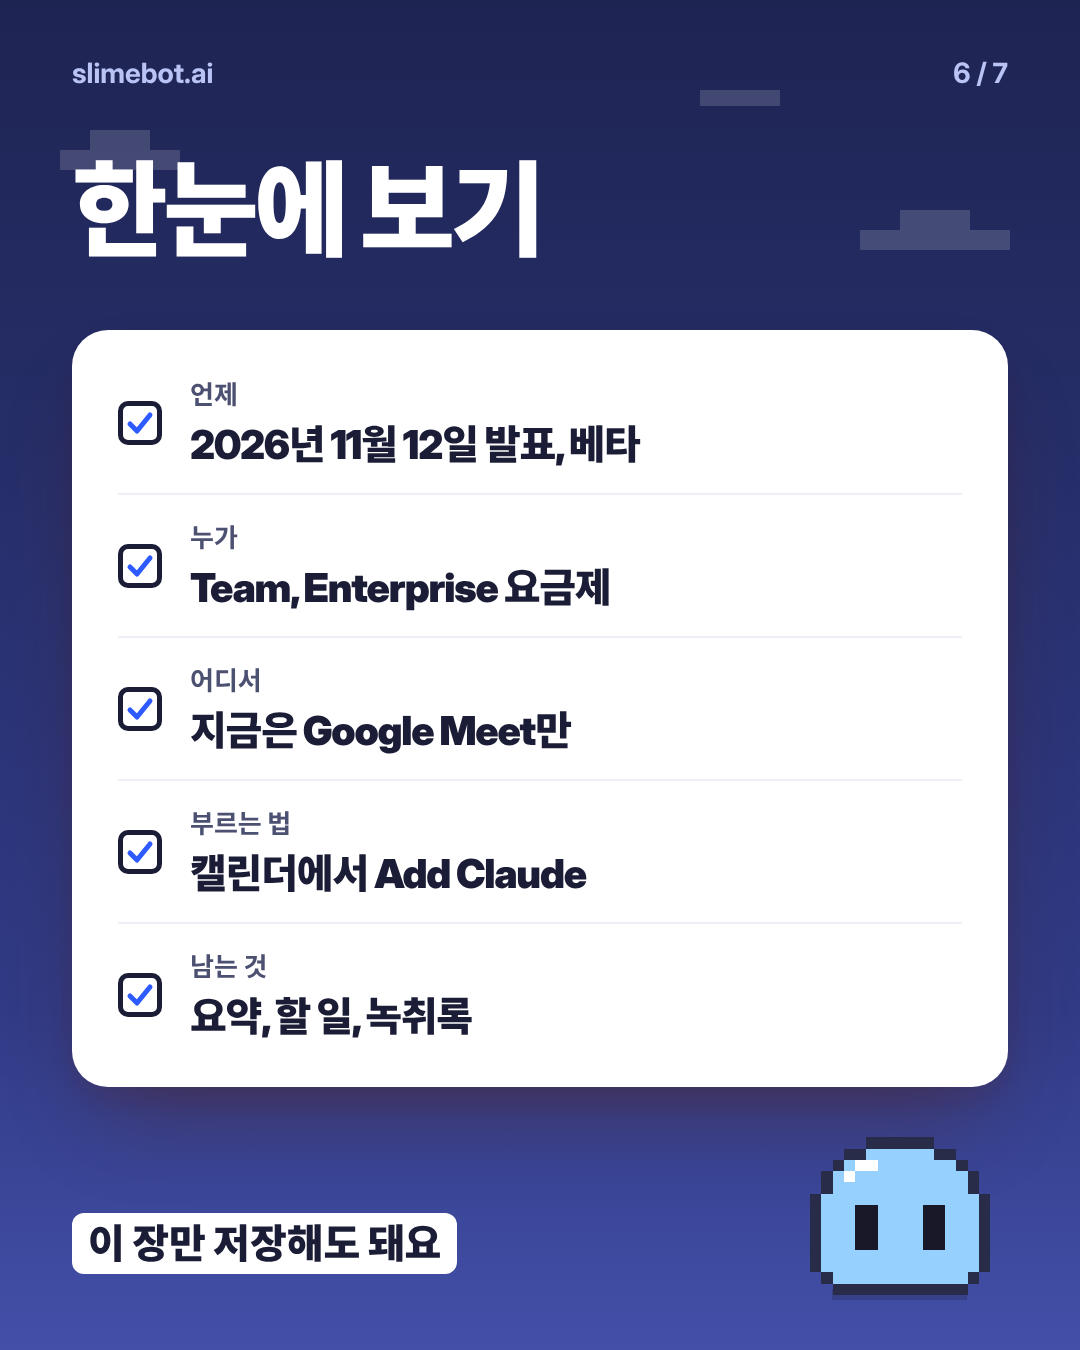 slimebot.ai
6 / 7
한눈에 보기
언제
2026년 11월 12일 발표, 베타
누가
Team, Enterprise 요금제
어디서
지금은 Google Meet만
부르는 법
캘린더에서 Add Claude
남는 것
요약, 할 일, 녹취록
이 장만 저장해도 돼요